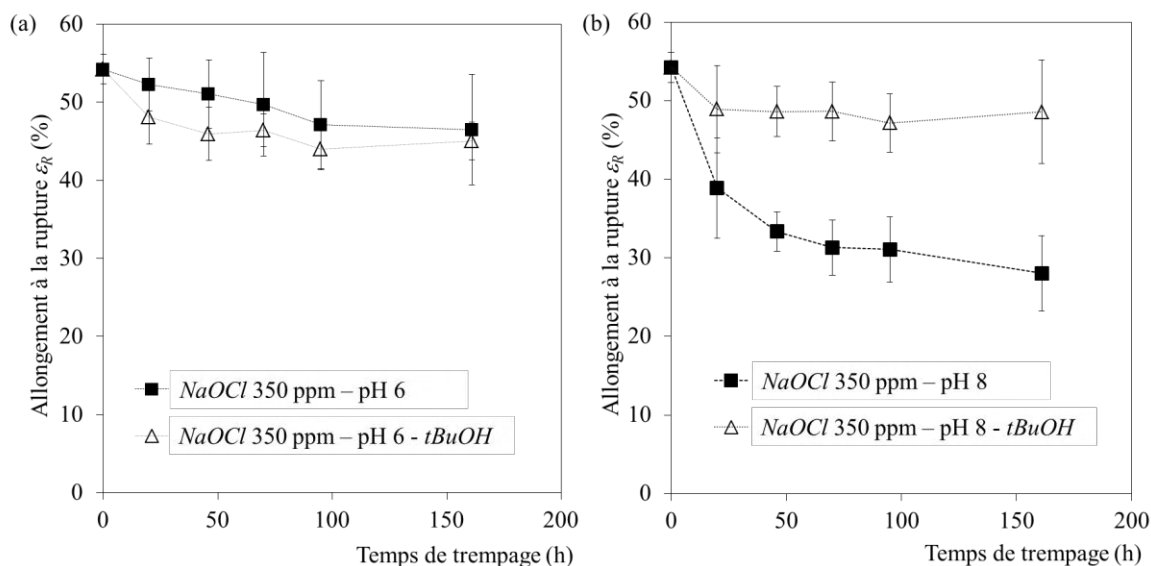 (a)
60
50
40
30
20
10
0
Allongement à la rupture εR (%)
NaOCl 350 ppm – pH 6
NaOCl 350 ppm – pH 6 - tBuOH
0 50 100 150 200
Temps de trempage (h)
(b)
60
50
40
30
20
10
0
Allongement à la rupture εR (%)
NaOCl 350 ppm – pH 8
NaOCl 350 ppm – pH 8 - tBuOH
0 50 100 150 200
Temps de trempage (h)